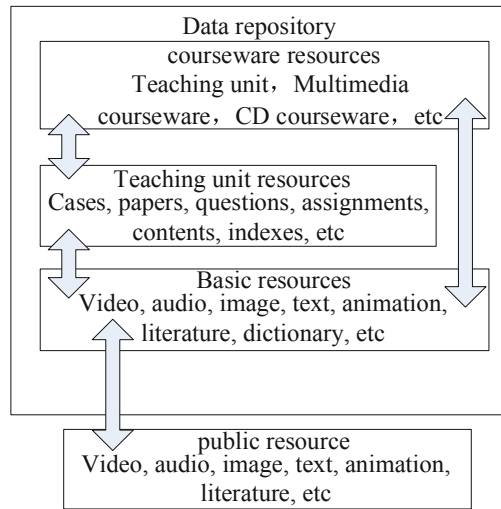 Data repository
courseware resources
Teaching unit，Multimedia
courseware，CD courseware，etc
Teaching unit resources
Cases, papers, questions, assignments,
contents, indexes, etc
Basic resources
Video, audio, image, text, animation,
literature, dictionary, etc
public resource
Video, audio, image, text, animation,
literature, etc